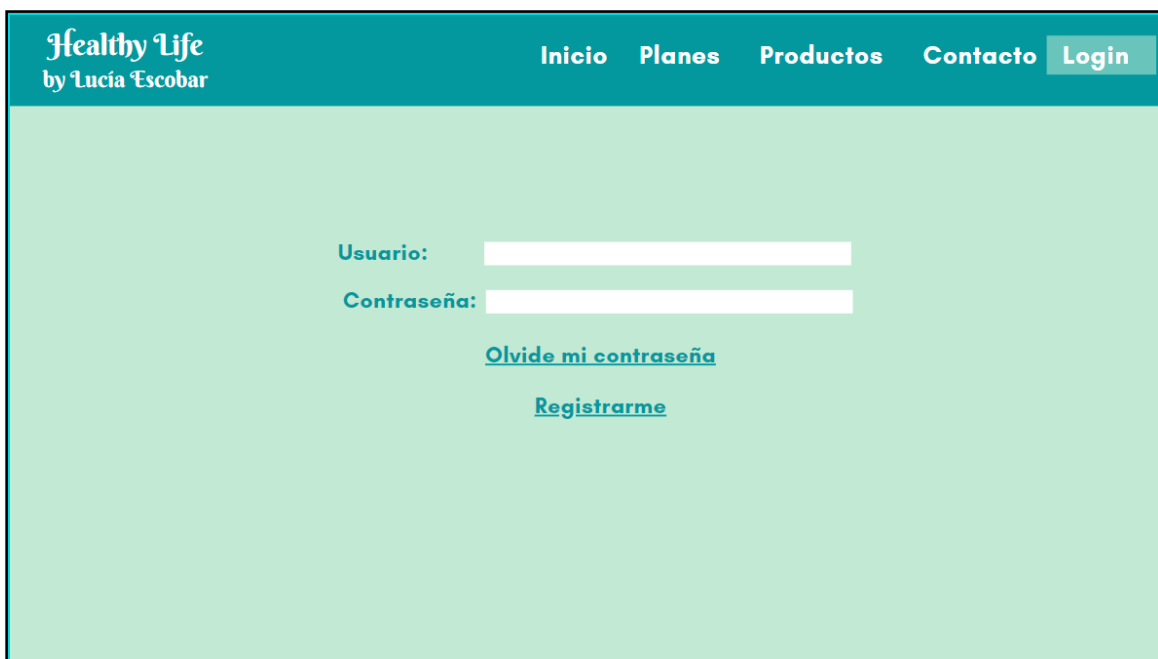 Healthy Life
by Lucía Escobar
Inicio Planes Productos Contacto Login
Usuario:
Contraseña:
Olvide mi contraseña
Registrarme